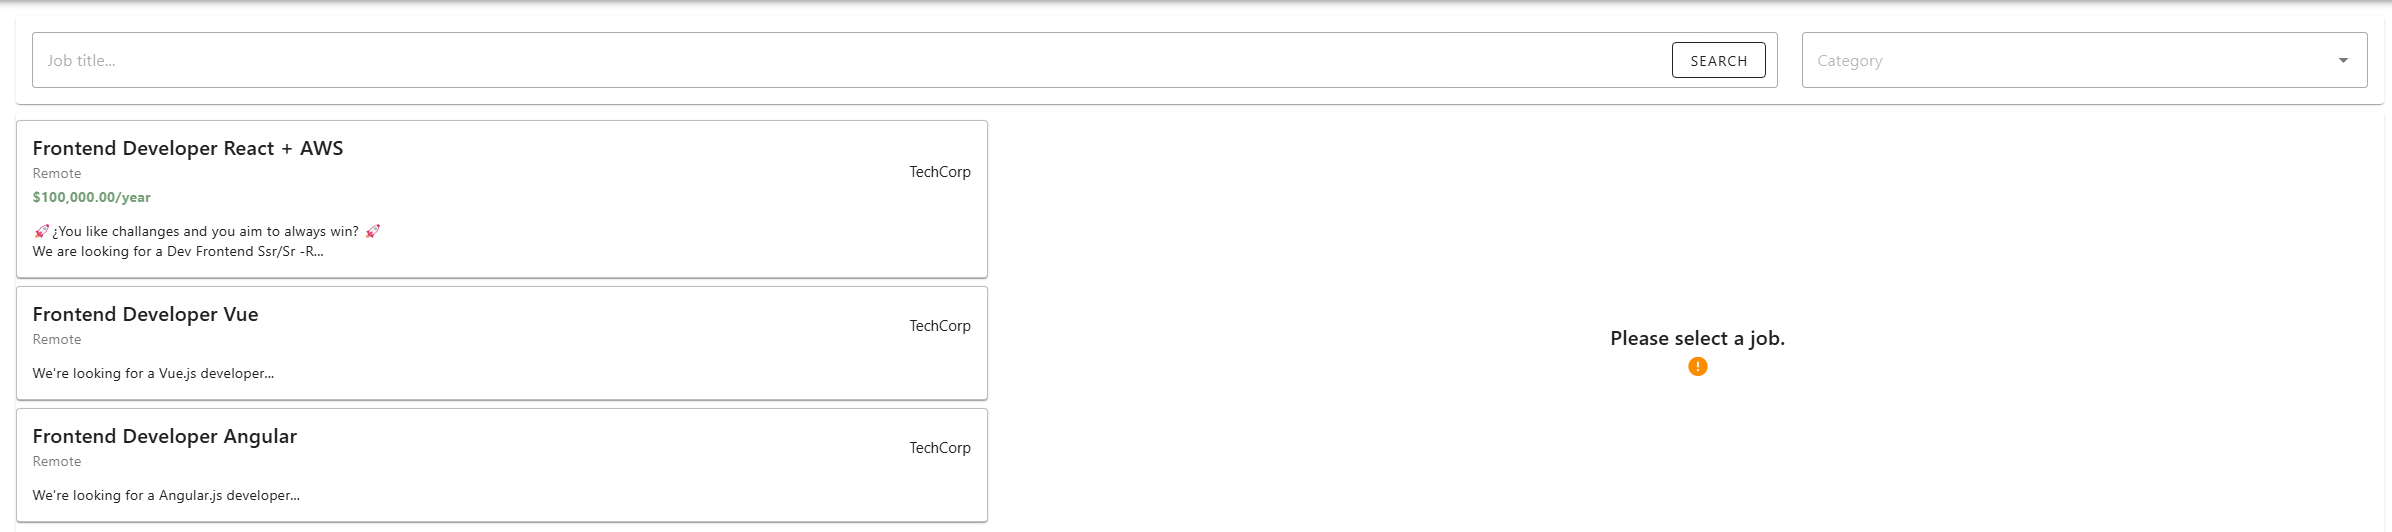 Job title...
SEARCH
Category
Frontend Developer React + AWS
Remote
TechCorp
$100,000.00/year
🚀 ¿You like challanges and you aim to always win? 🚀
We are looking for a Dev Frontend Ssr/Sr -R...
Frontend Developer Vue
TechCorp
Remote
We're looking for a Vue.js developer...
Frontend Developer Angular
TechCorp
Remote
We're looking for a Angular.js developer...
Please select a job.